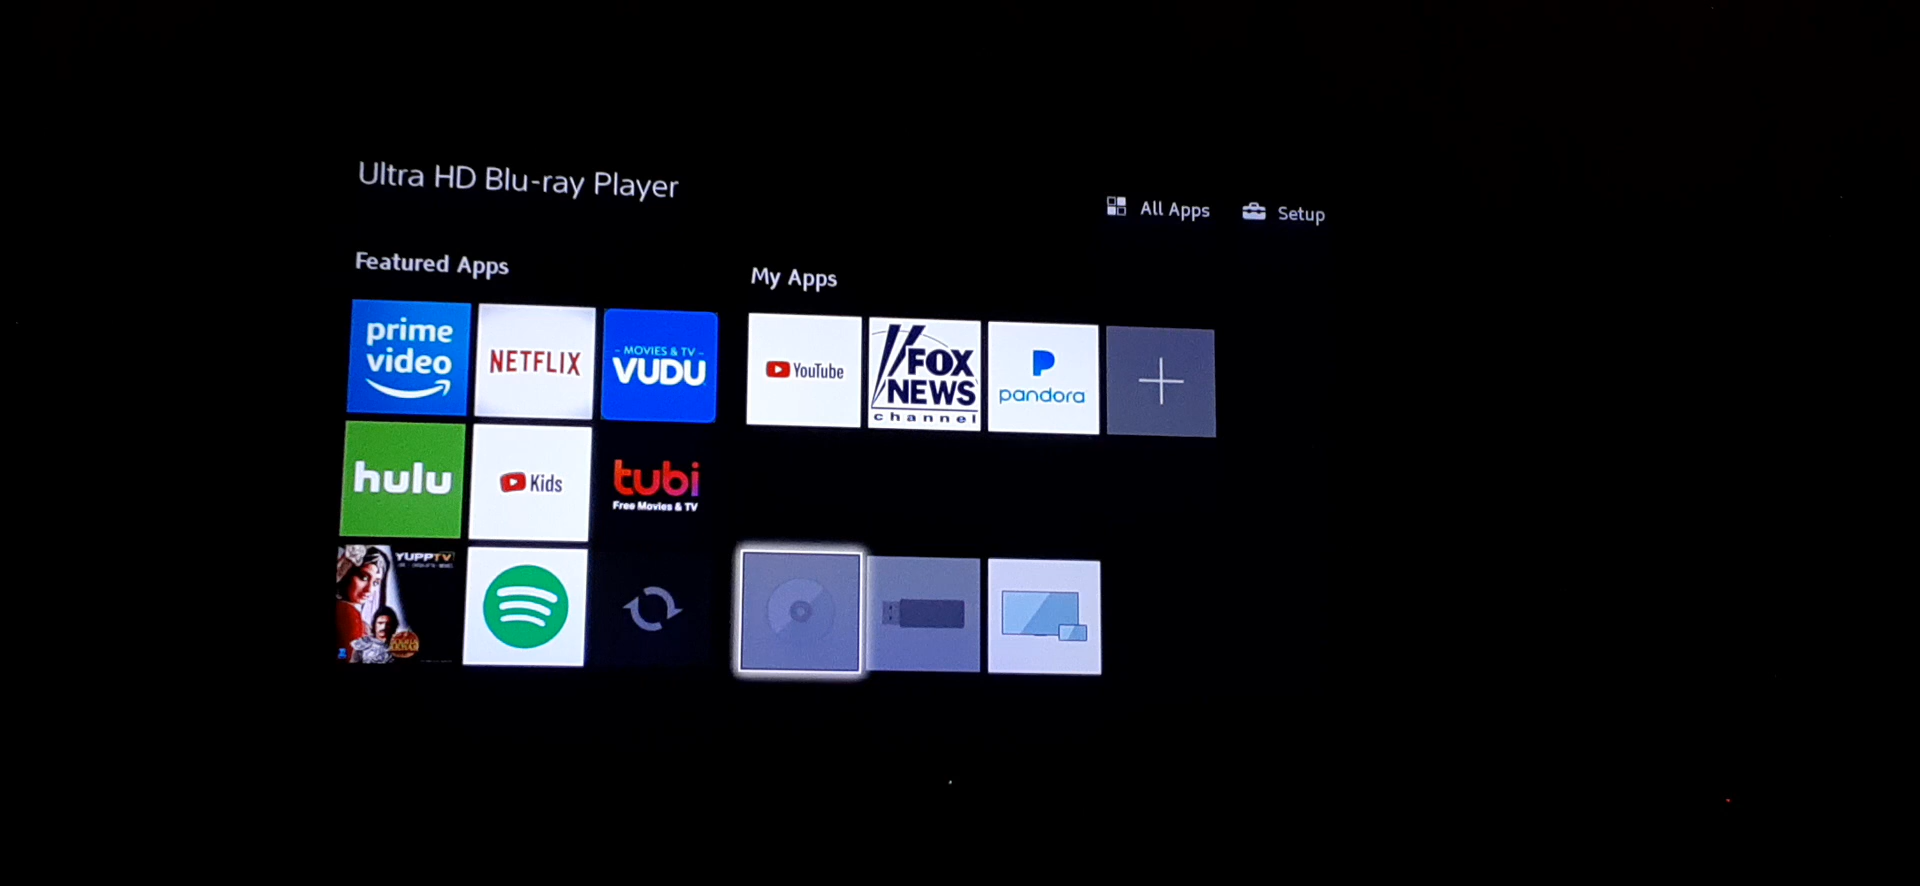 Ultra HD Blu-ray Player
All Apps
Setup
Featured Apps
My Apps
prime
video
NETFLIX
- MOVIES & TV -
VUDU
YouTube
FOX
NEWS
channel
pandora
hulu
Kids
tubi
Free Movies & TV
YUPPTV